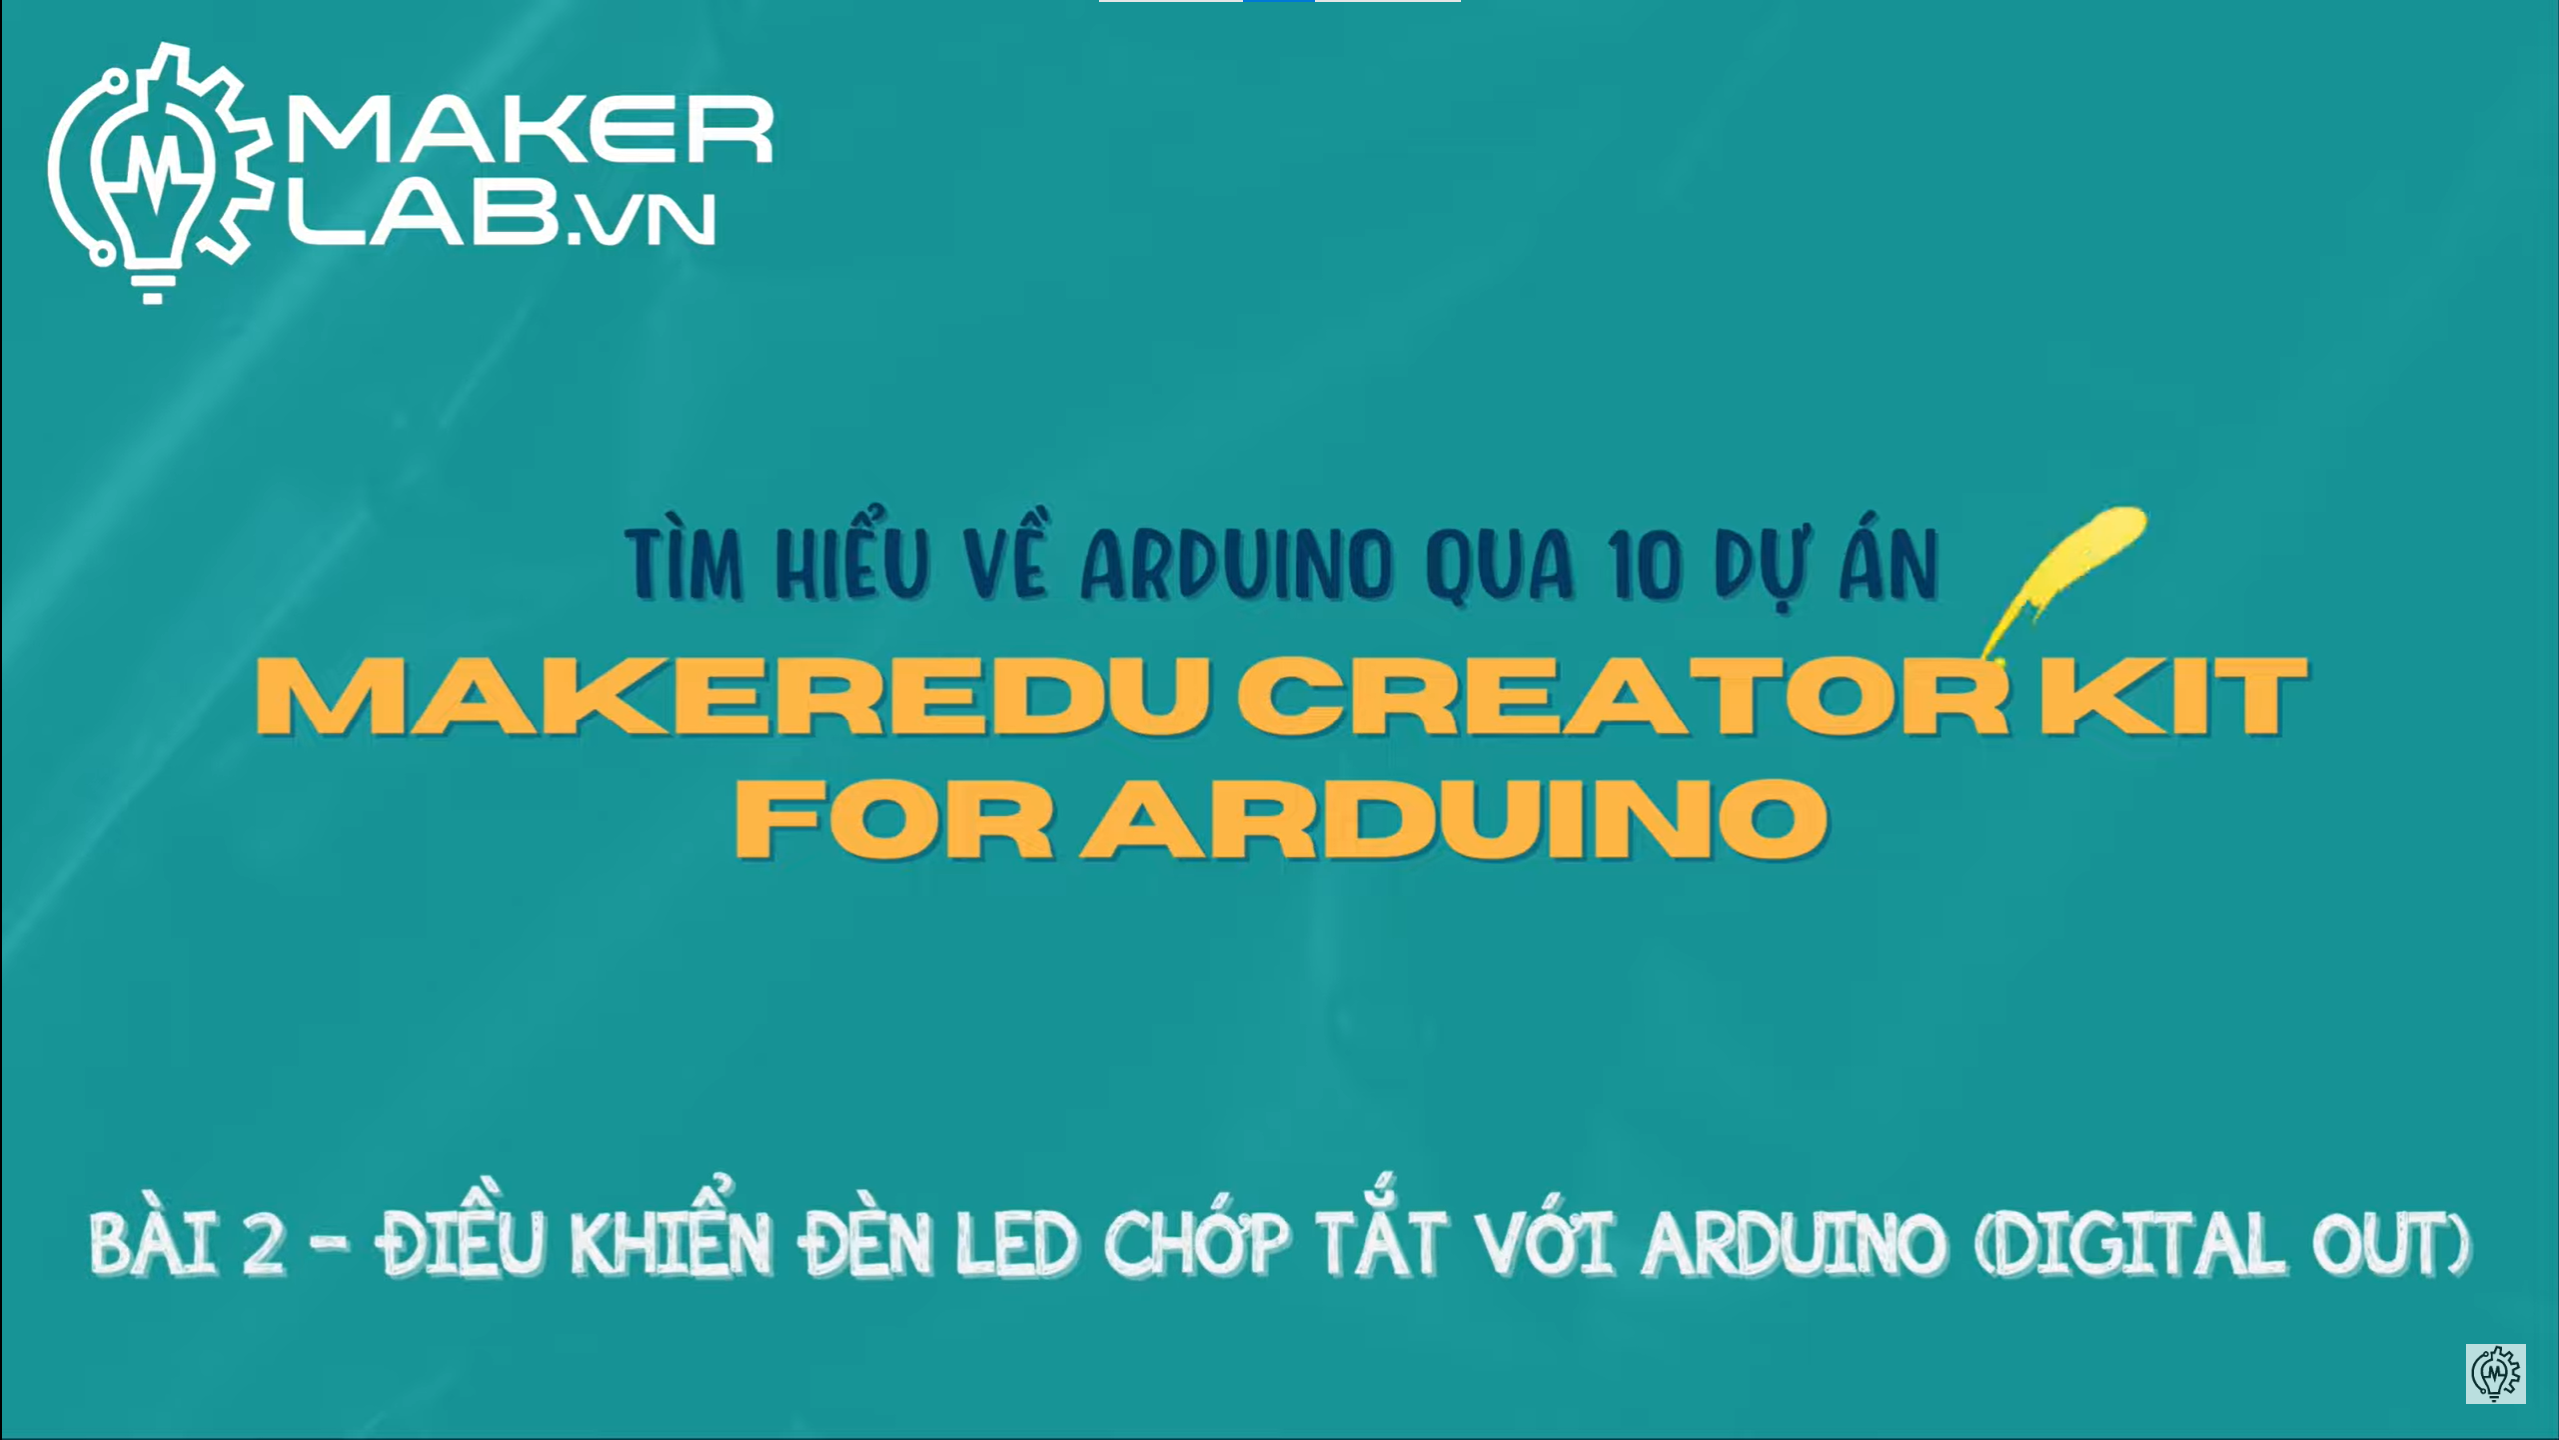 MAKER
LAB.VN
TÌM HIỂU VỀ ARDUINO QUA 10 DỰ ÁN
MAKEREDU CREATOR KIT
FOR ARDUINO
BÀI 2 - ĐIỀU KHIỂN ĐÈN LED CHỚP TẮT VỚI ARDUINO (DIGITAL OUT)